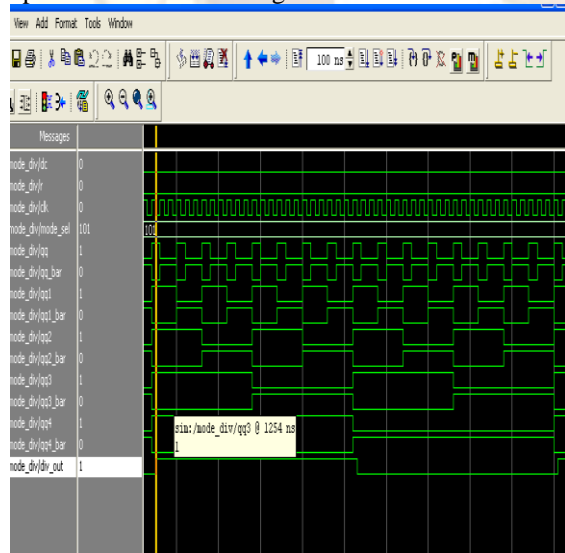 View Add Format Tools Window
100 ns
Messages
mode_div/dc 0
mode_div/r 0
mode_div/clk 0
mode_div/mode_sel 101 101
mode_div/qq 1
mode_div/qq_bar 0
mode_div/qq1 1
mode_div/qq1_bar 0
mode_div/qq2 1
mode_div/qq2_bar 0
mode_div/qq3 1
mode_div/qq3_bar 0
mode_div/qq4 1
sim:/mode_div/qq3 @ 1254 ns
mode_div/qq4_bar 0
1
mode_div/div_out 1